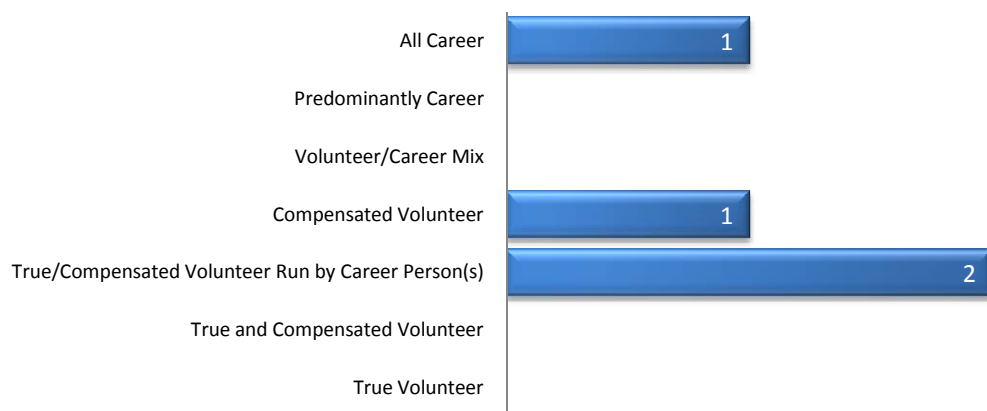 All Career 1
Predominantly Career
Volunteer/Career Mix
Compensated Volunteer 1
True/Compensated Volunteer Run by Career Person(s) 2
True and Compensated Volunteer
True Volunteer